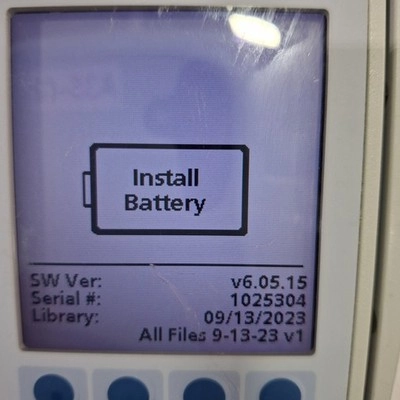 Install
Battery
SW Ver: v6.05.15
Serial #: 1025304
Library: 09/13/2023
All Files 9-13-23 v1